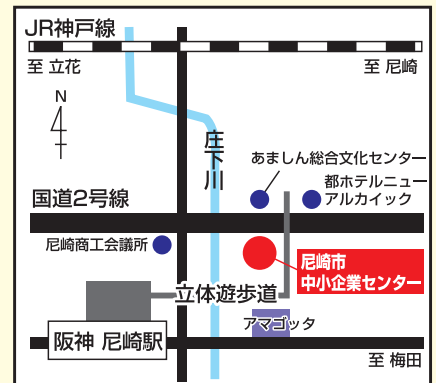 JR神戸線
至 立花
至 尼崎
N
庄下川
あましん総合文化センター
都ホテルニュー
アルカイック
国道2号線
尼崎商工会議所
尼崎市
中小企業センター
立体遊歩道
アマゴッタ
阪神 尼崎駅
至 梅田